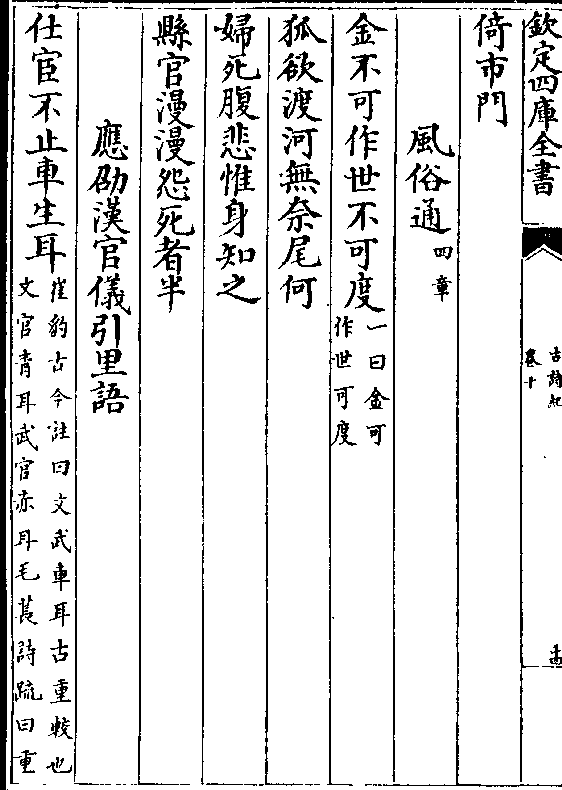 欽定四庫全書
古詩紀
卷十
倚市門
風俗通四章
金不可作世不可度一曰金可
作世可度
狐欲渡河無奈尾何
婦死腹悲惟身知之
縣官漫漫怨死者半
應劭漢官儀引里語
仕宦不止車生耳崔豹古今註曰文武車耳古重較也
文官青耳武官赤耳毛萇詩疏曰重